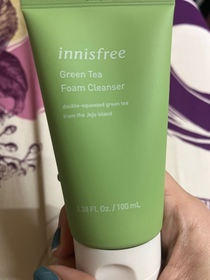 innisfree
Green Tea
Foam Cleanser
double-squeezed green tea
from the Jeju Island
3.38 Fl. Oz. / 100 mL